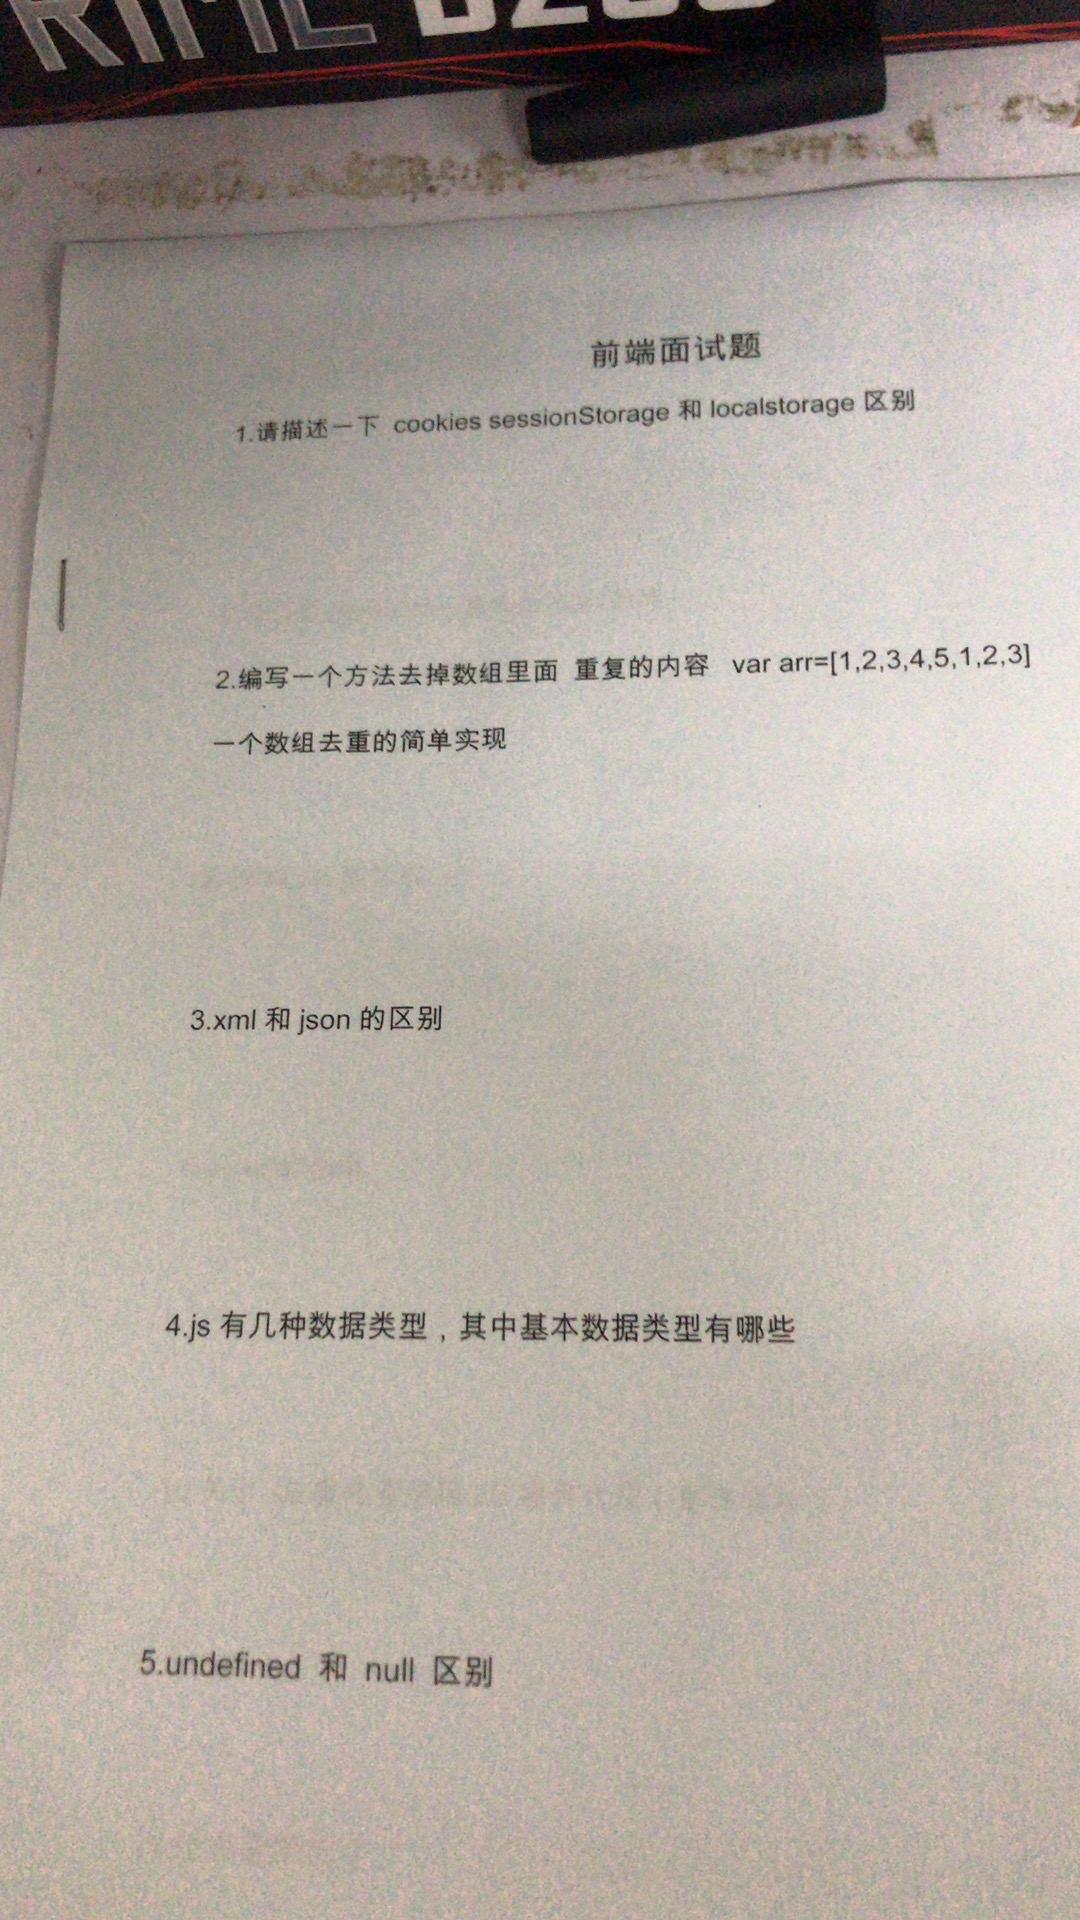 前端面试题
1.请描述一下 cookies sessionStorage 和 localstorage 区别
2.编写一个方法去掉数组里面 重复的内容 var arr=[1,2,3,4,5,1,2,3]
一个数组去重的简单实现
3.xml 和 json 的区别
4.js 有几种数据类型，其中基本数据类型有哪些
5.undefined 和 null 区别